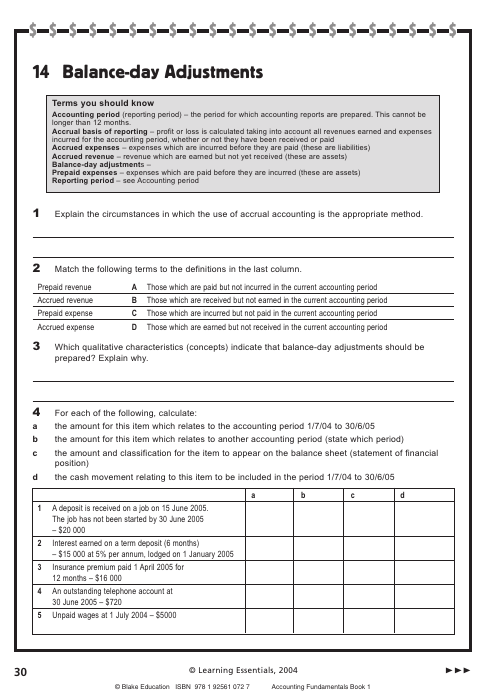 14 Balance-day Adjustments
Terms you should know
Accounting period (reporting period) – the period for which accounting reports are prepared. This cannot be
longer than 12 months.
Accrual basis of reporting – profit or loss is calculated taking into account all revenues earned and expenses
incurred for the accounting period, whether or not they have been received or paid
Accrued expenses – expenses which are incurred before they are paid (these are liabilities)
Accrued revenue – revenue which are earned but not yet received (these are assets)
Balance-day adjustments –
Prepaid expenses – expenses which are paid before they are incurred (these are assets)
Reporting period – see Accounting period
1 Explain the circumstances in which the use of accrual accounting is the appropriate method.
2 Match the following terms to the definitions in the last column.
Prepaid revenue A Those which are paid but not incurred in the current accounting period
Accrued revenue B Those which are received but not earned in the current accounting period
Prepaid expense C Those which are incurred but not paid in the current accounting period
Accrued expense D Those which are earned but not received in the current accounting period
3 Which qualitative characteristics (concepts) indicate that balance-day adjustments should be
prepared? Explain why.
4 For each of the following, calculate:
a the amount for this item which relates to the accounting period 1/7/04 to 30/6/05
b the amount for this item which relates to another accounting period (state which period)
c the amount and classification for the item to appear on the balance sheet (statement of financial
position)
d the cash movement relating to this item to be included in the period 1/7/04 to 30/6/05
a b c d
1 A deposit is received on a job on 15 June 2005.
The job has not been started by 30 June 2005
– $20 000
2 Interest earned on a term deposit (6 months)
– $15 000 at 5% per annum, lodged on 1 January 2005
3 Insurance premium paid 1 April 2005 for
12 months – $16 000
4 An outstanding telephone account at
30 June 2005 – $720
5 Unpaid wages at 1 July 2004 – $5000
30 © Learning Essentials, 2004
© Blake Education ISBN 978 1 92561 072 7 Accounting Fundamentals Book 1